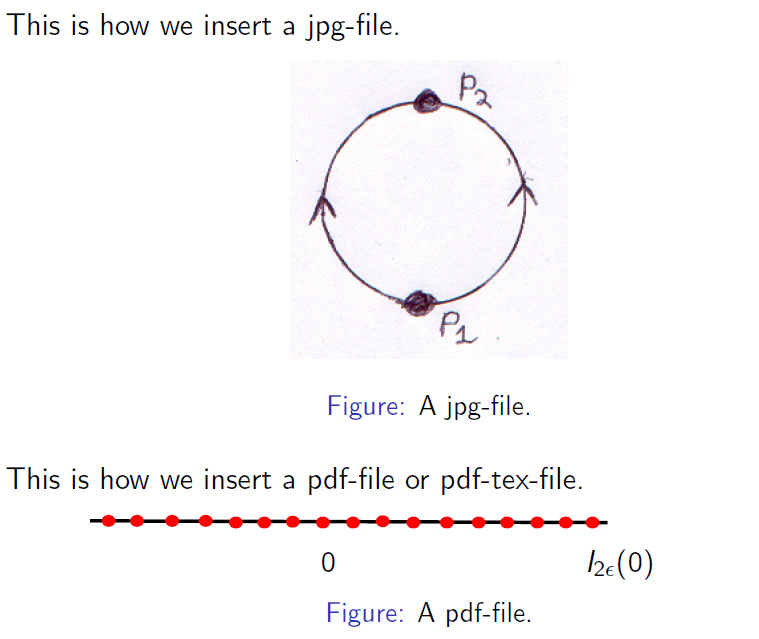 This is how we insert a jpg-file.
P₂
P₁
Figure: A jpg-file.
This is how we insert a pdf-file or pdf-tex-file.
0 I₂ϵ(0)
Figure: A pdf-file.